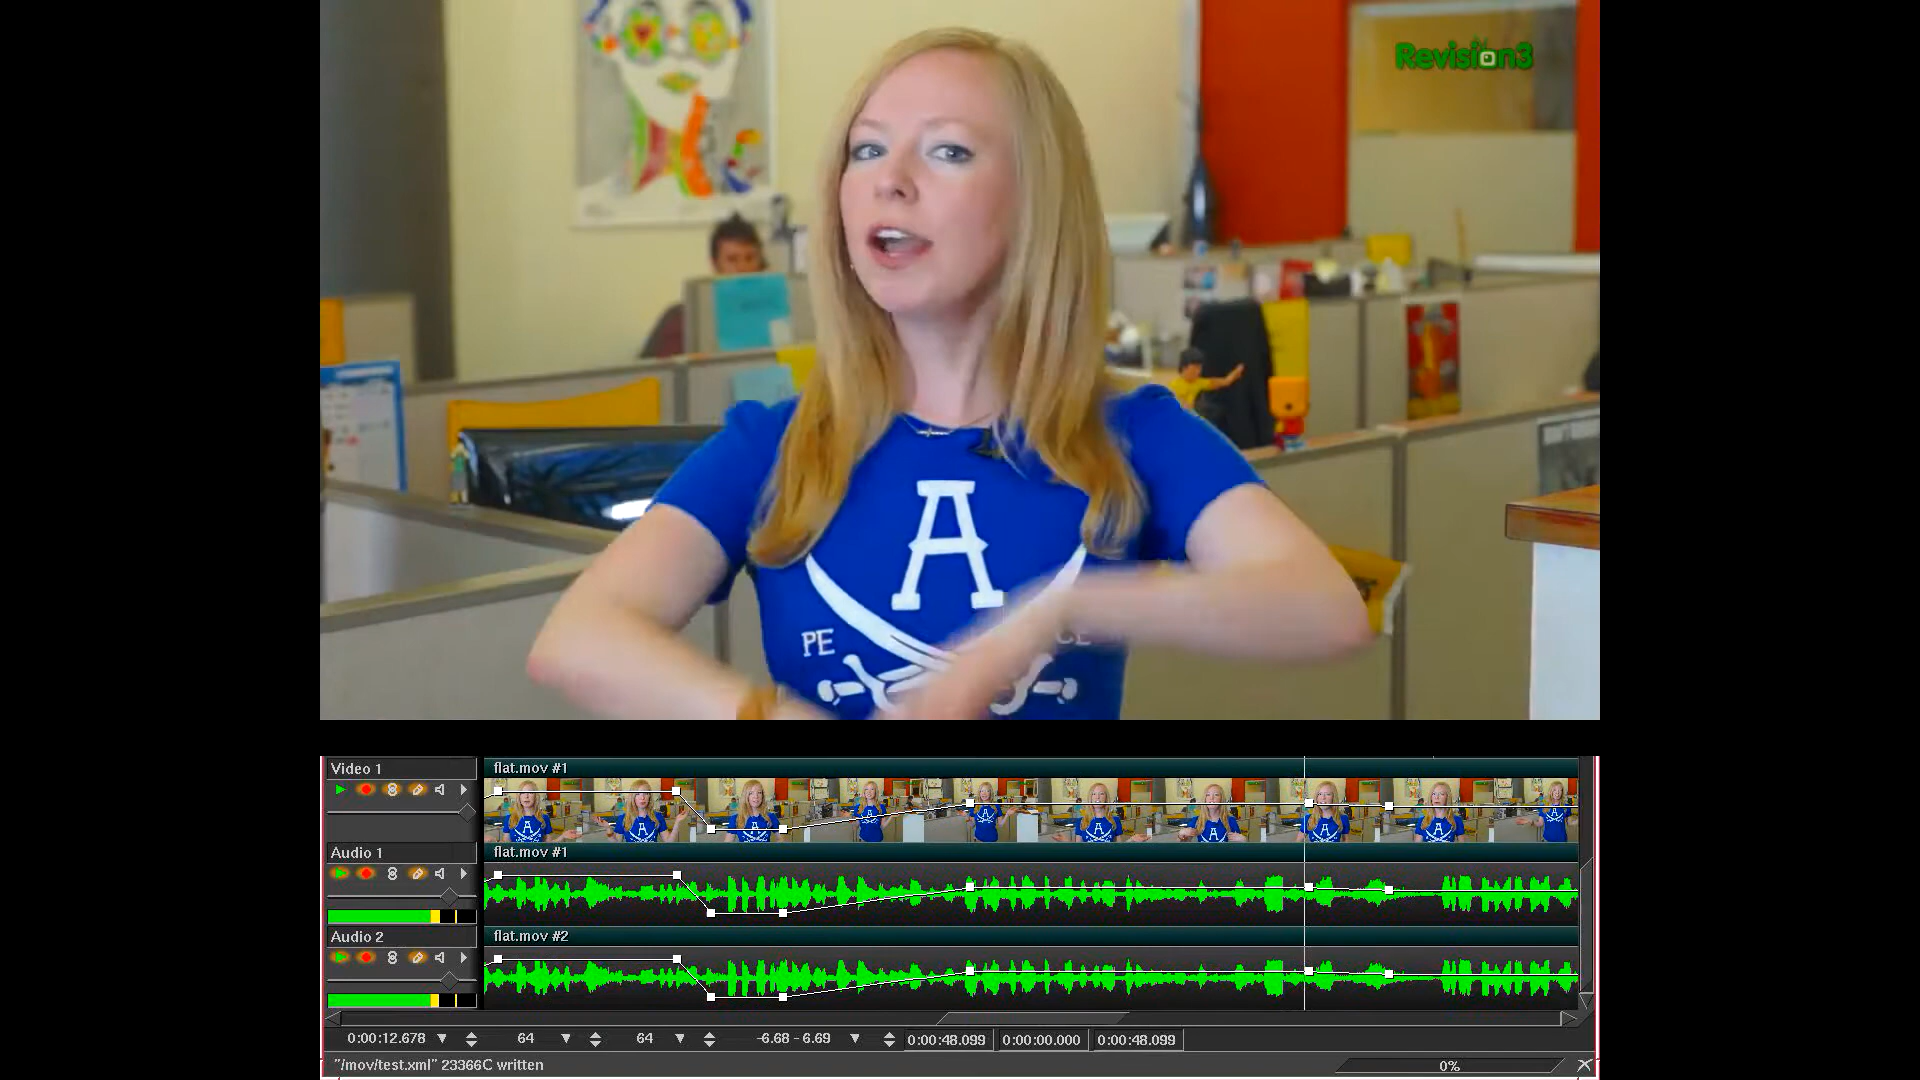 Revision3
A
PE
CE
Video 1
flat.mov #1
Audio 1
flat.mov #1
Audio 2
flat.mov #2
0:00:12.678 64 64 -6.68 - 6.69 0:00:48.099 0:00:00.000 0:00:48.099
"/mov/test.xml" 23366C written
0%